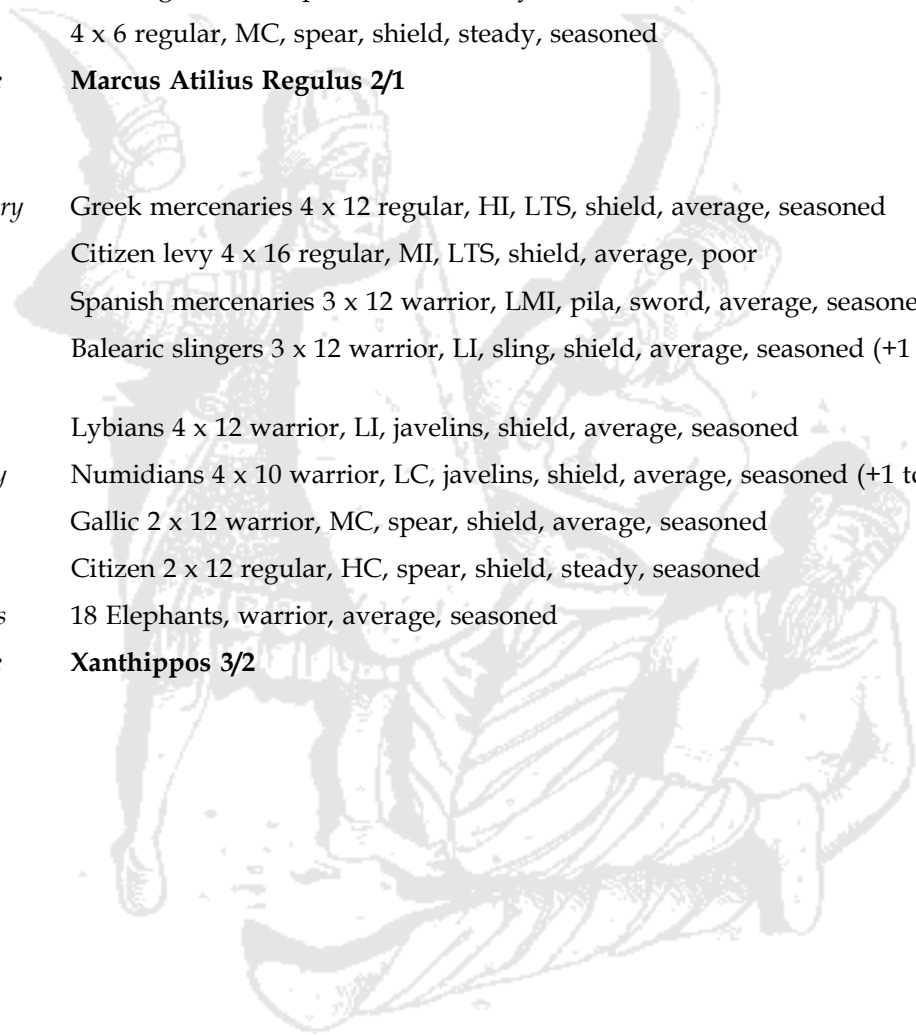 4 x 6 regular, MC, spear, shield, steady, seasoned
Marcus Atilius Regulus 2/1
Greek mercenaries 4 x 12 regular, HI, LTS, shield, average, seasoned
Citizen levy 4 x 16 regular, MI, LTS, shield, average, poor
Spanish mercenaries 3 x 12 warrior, LMI, pila, sword, average, seasone
Balearic slingers 3 x 12 warrior, LI, sling, shield, average, seasoned (+1
Lybians 4 x 12 warrior, LI, javelins, shield, average, seasoned
Numidians 4 x 10 warrior, LC, javelins, shield, average, seasoned (+1 to
Gallic 2 x 12 warrior, MC, spear, shield, average, seasoned
Citizen 2 x 12 regular, HC, spear, shield, steady, seasoned
18 Elephants, warrior, average, seasoned
Xanthippos 3/2